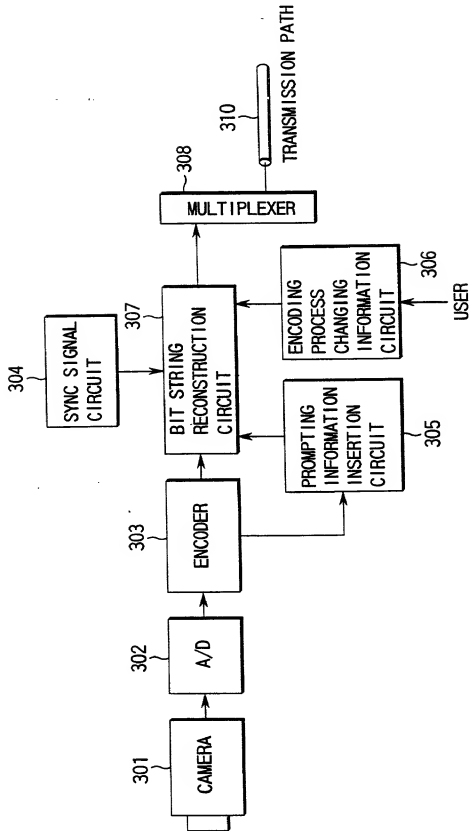 301
CAMERA
302
A/D
303
ENCODER
304
SYNC SIGNAL
CIRCUIT
307
BIT STRING
RECONSTRUCTION
CIRCUIT
PROMPTING
INFORMATION
INSERTION
CIRCUIT
305
ENCODING
PROCESS
CHANGING
INFORMATION
CIRCUIT
306
USER
308
MULTIPLEXER
310
TRANSMISSION PATH